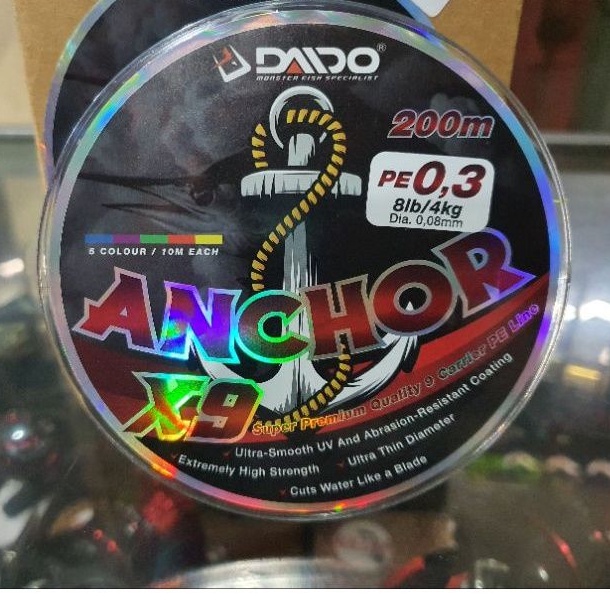 DAIDO®
MONSTER FISH SPECIALIST
200m
PE 0,3
8lb/4kg
Dia. 0,08mm
5 COLOUR / 10M EACH
ANCHOR
X9
Super Premium Quality 9 Carrier PE Line
Ultra-Smooth UV And Abrasion-Resistant Coating
Extremely High Strength
Ultra Thin Diameter
Cuts Water Like a Blade